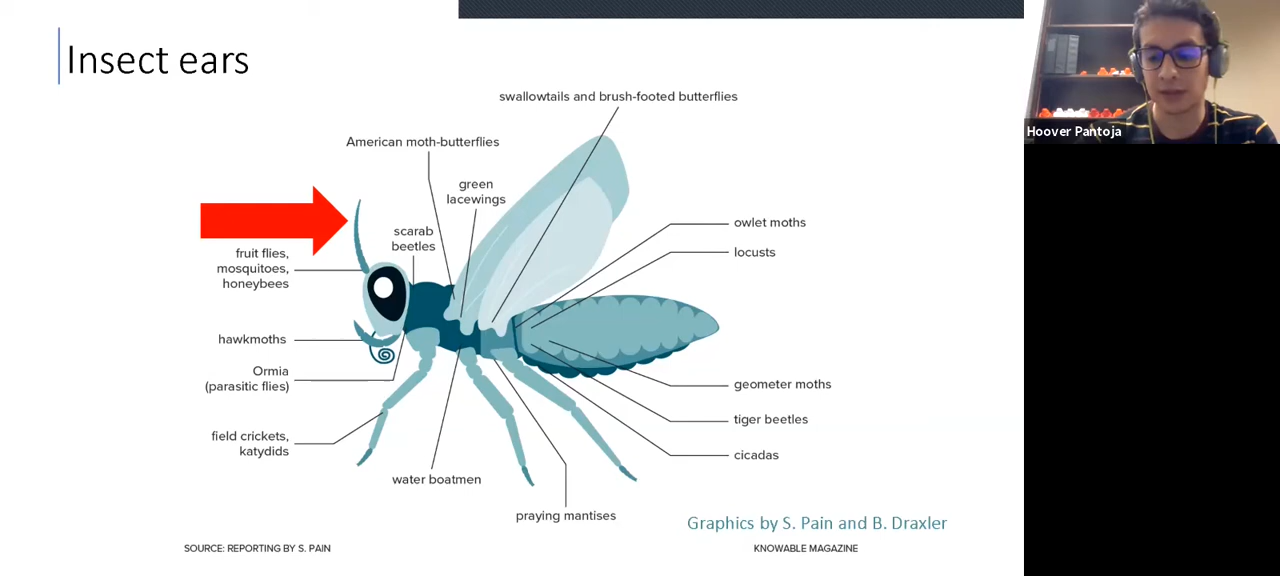 Insect ears
swallowtails and brush-footed butterflies
American moth-butterflies
green
lacewings
scarab
beetles
owlet moths
locusts
fruit flies,
mosquitoes,
honeybees
hawkmoths
Ormia
(parasitic flies)
field crickets,
katydids
water boatmen
praying mantises
geometer moths
tiger beetles
cicadas
Graphics by S. Pain and B. Draxler
SOURCE: REPORTING BY S. PAIN
KNOWABLE MAGAZINE
Hoover Pantoja